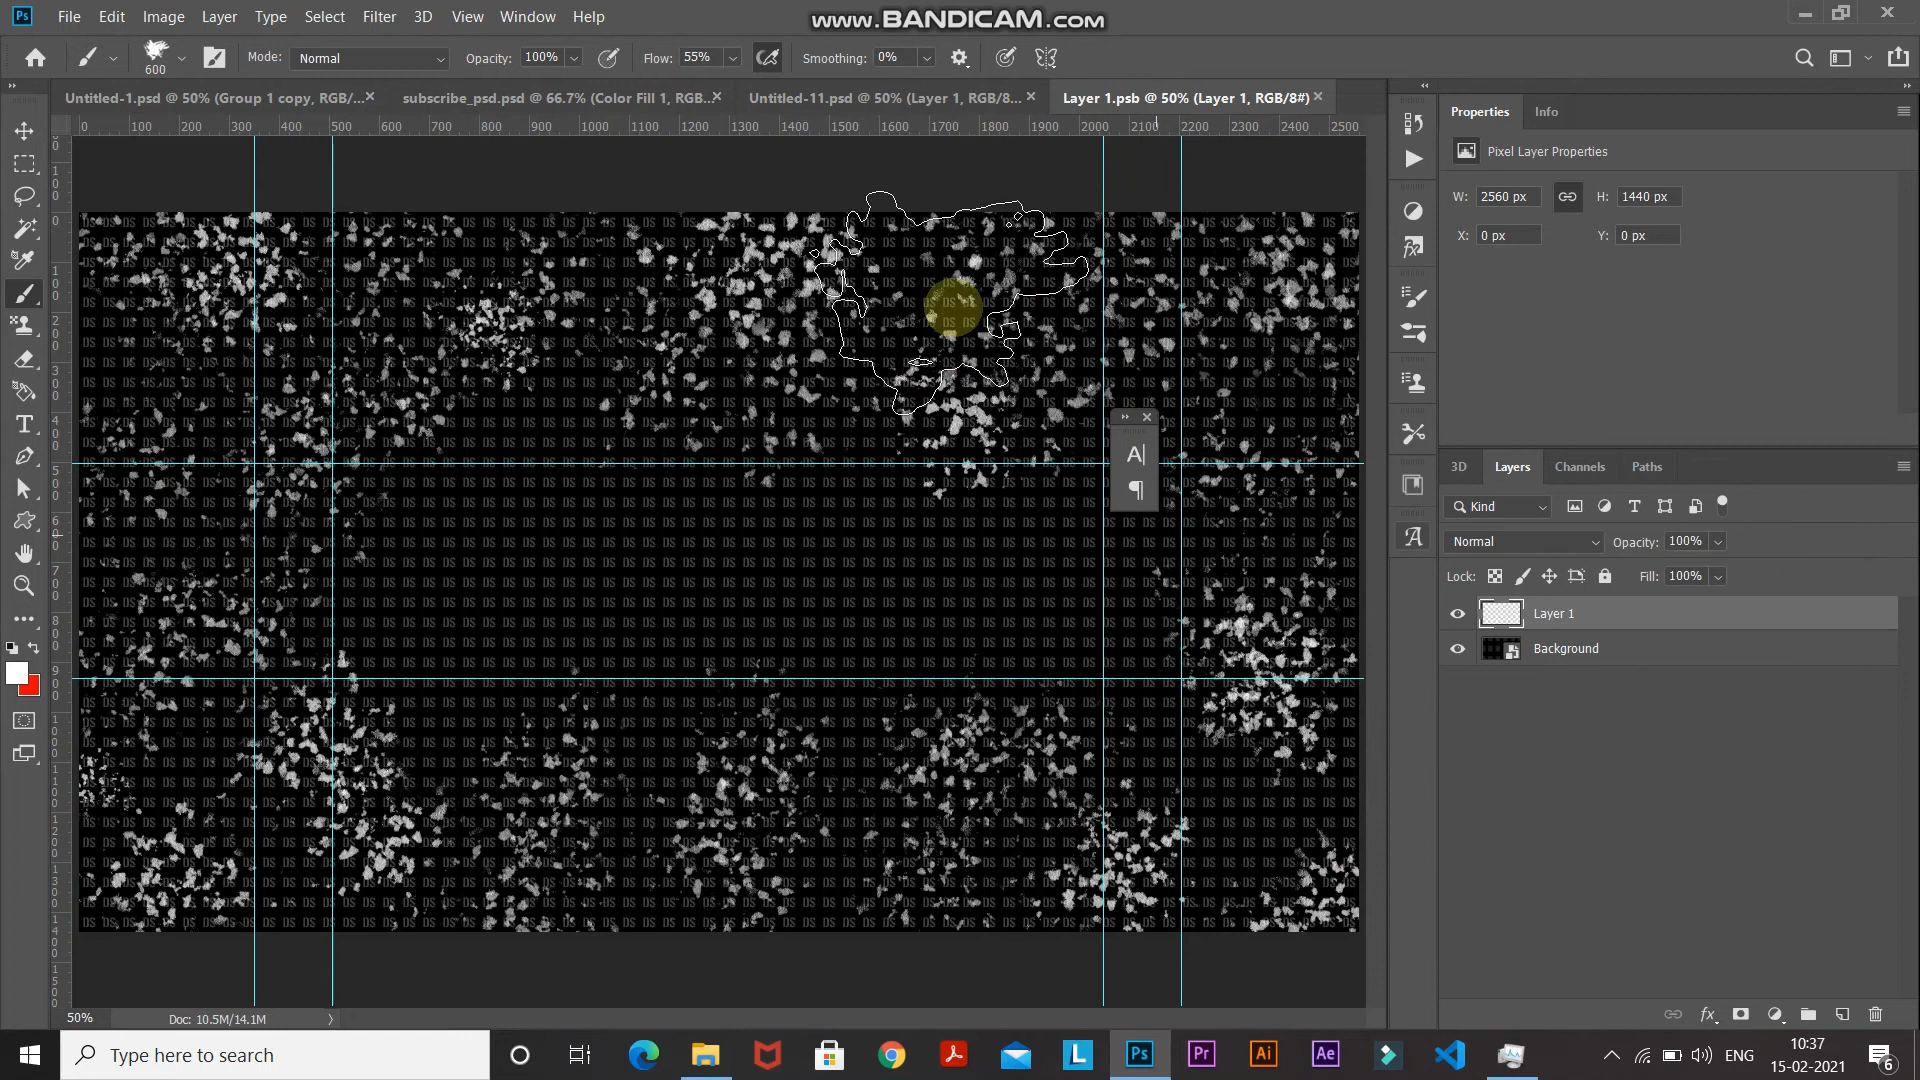 Ps File Edit Image Layer Type Select Filter 3D View Window Help www.BANDICAM.com
600 Mode: Normal Opacity: 100% Flow: 55% Smoothing: 0%
Untitled-1.psd @ 50% (Group 1 copy, RGB/... subscribe_psd.psd @ 66.7% (Color Fill 1, RGB... Untitled-11.psd @ 50% (Layer 1, RGB/8... Layer 1.psb @ 50% (Layer 1, RGB/8#)
0 100 200 300 400 500 600 700 800 900 1000 1100 1200 1300 1400 1500 1600 1700 1800 1900 2000 2100 2200 2300 2400 2500
Properties Info
Pixel Layer Properties
W: 2560 px H: 1440 px
X: 0 px Y: 0 px
3D Layers Channels Paths
Kind
Normal Opacity: 100%
Lock: Fill: 100%
Layer 1
Background
50% Doc: 10.5M/14.1M
Type here to search
Ps Pr Ai Ae
ENG
10:37
15-02-2021
6